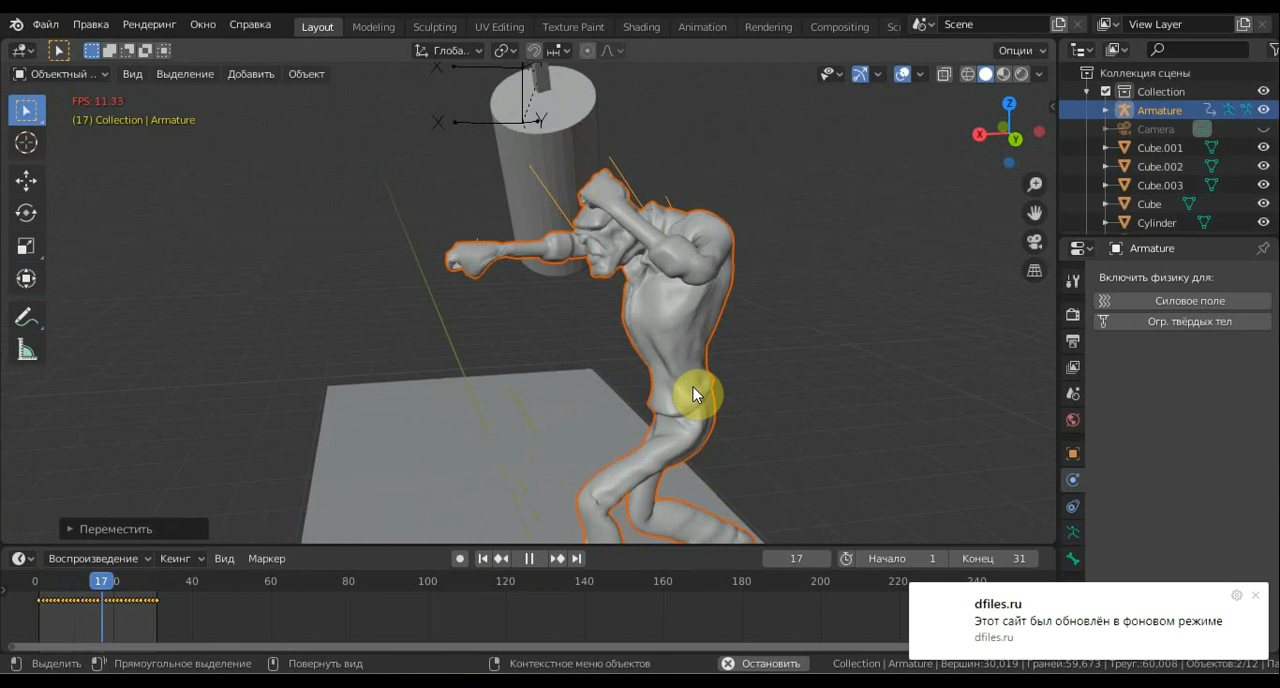 Файл Правка Рендеринг Окно Справка Layout Modeling Sculpting UV Editing Texture Paint Shading Animation Rendering Compositing Sc Scene View Layer
Глоба.. Опции
Объектный .. Вид Выделение Добавить Объект
FPS: 11.33
(17) Collection | Armature
X
X Y
Z
X
Y
Коллекция сцены
Collection
Armature
Camera
Cube.001
Cube.002
Cube.003
Cube
Cylinder
Armature
Включить физику для:
Силовое поле
Огр. твёрдых тел
Переместить
Воспроизведение Кеинг Вид Маркер 17 Начало 1 Конец 31
0 17 20 40 60 80 100 120 140 160 180 200 220 240
dfiles.ru
Этот сайт был обновлён в фоновом режиме
dfiles.ru
Выделить Прямоугольное выделение Повернуть вид Контекстное меню объектов Остановить Collection | Armature | Вершин:30,019 | Граней:59,673 | Треуг.:60,008 | Объектов:2/12 | Па